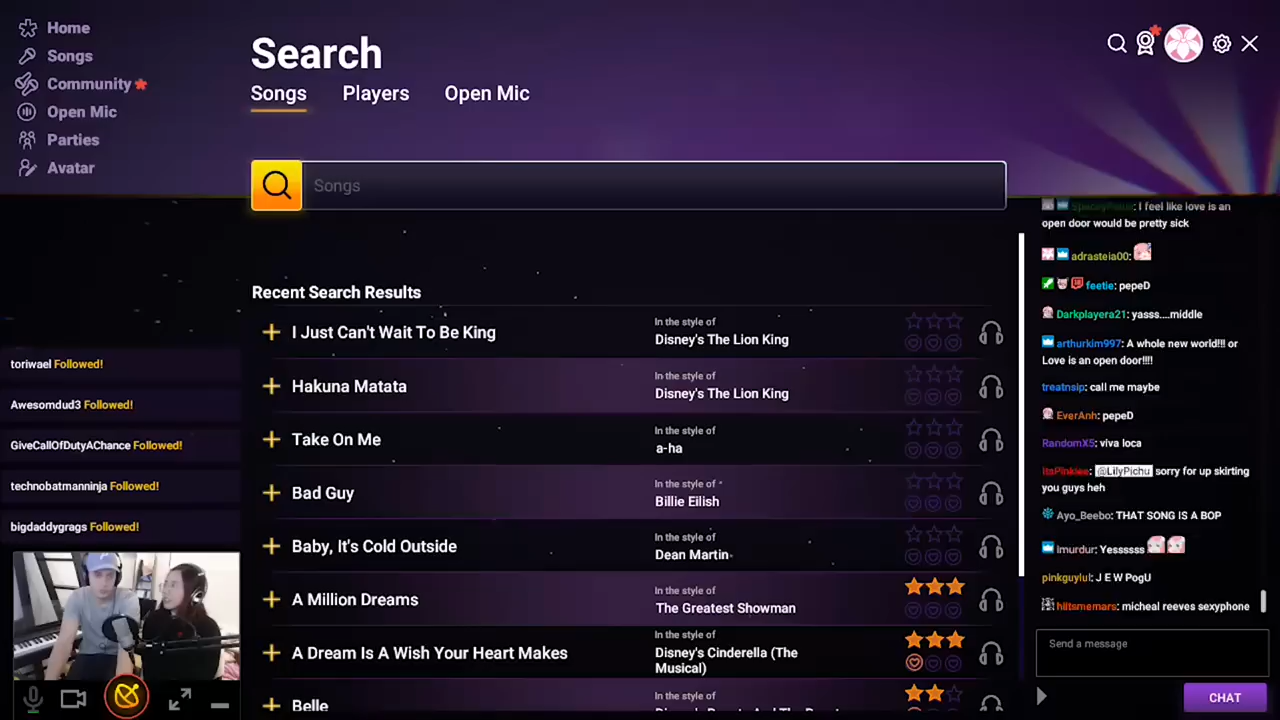 Home
Songs
Community
Open Mic
Parties
Avatar
Search
Songs Players Open Mic
Songs
Recent Search Results
I Just Can't Wait To Be King
In the style of
Disney's The Lion King
Hakuna Matata
In the style of
Disney's The Lion King
Take On Me
In the style of
a-ha
Bad Guy
In the style of
Billie Eilish
Baby, It's Cold Outside
In the style of
Dean Martin
A Million Dreams
In the style of
The Greatest Showman
A Dream Is A Wish Your Heart Makes
In the style of
Disney's Cinderella (The
Musical)
Belle
In the style of
toriwael Followed!
Awesomdud3 Followed!
GiveCallOfDutyAChance Followed!
technobatmanninja Followed!
bigdaddygrags Followed!
: I feel like love is an
open door would be pretty sick
adrasteia00:
feetie: pepeD
Darkplayera21: yasss....middle
arthurkim997: A whole new world!!! or
Love is an open door!!!!
treatnsip: call me maybe
EverAnh: pepeD
RandomX5: viva loca
ItsPinkiee: @LilyPichu sorry for up skirting
you guys heh
Ayo_Beebo: THAT SONG IS A BOP
imurdur: Yessssss
pinkguylul: J E W PogU
hiltsmemars: micheal reeves sexyphone
Send a message
CHAT